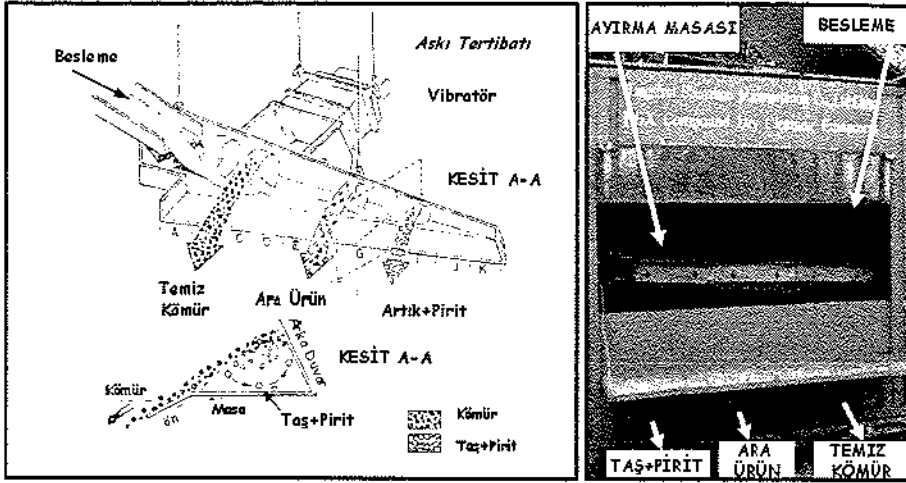 Askı Tertibatı
Besleme
Vibratör
KESİT A-A
A
C
E
G
J
K
Temiz
Kömür
Ara Ürün
Artık+Pirit
KESİT A-A
Arka Duvar
Kömür
ön
Masa
Taş+Pirit
Kömür
Taş+Pirit
AYIRMA MASASI
BESLEME
TAŞ+PİRİT
ARA
ÜRÜN
TEMİZ
KÖMÜR